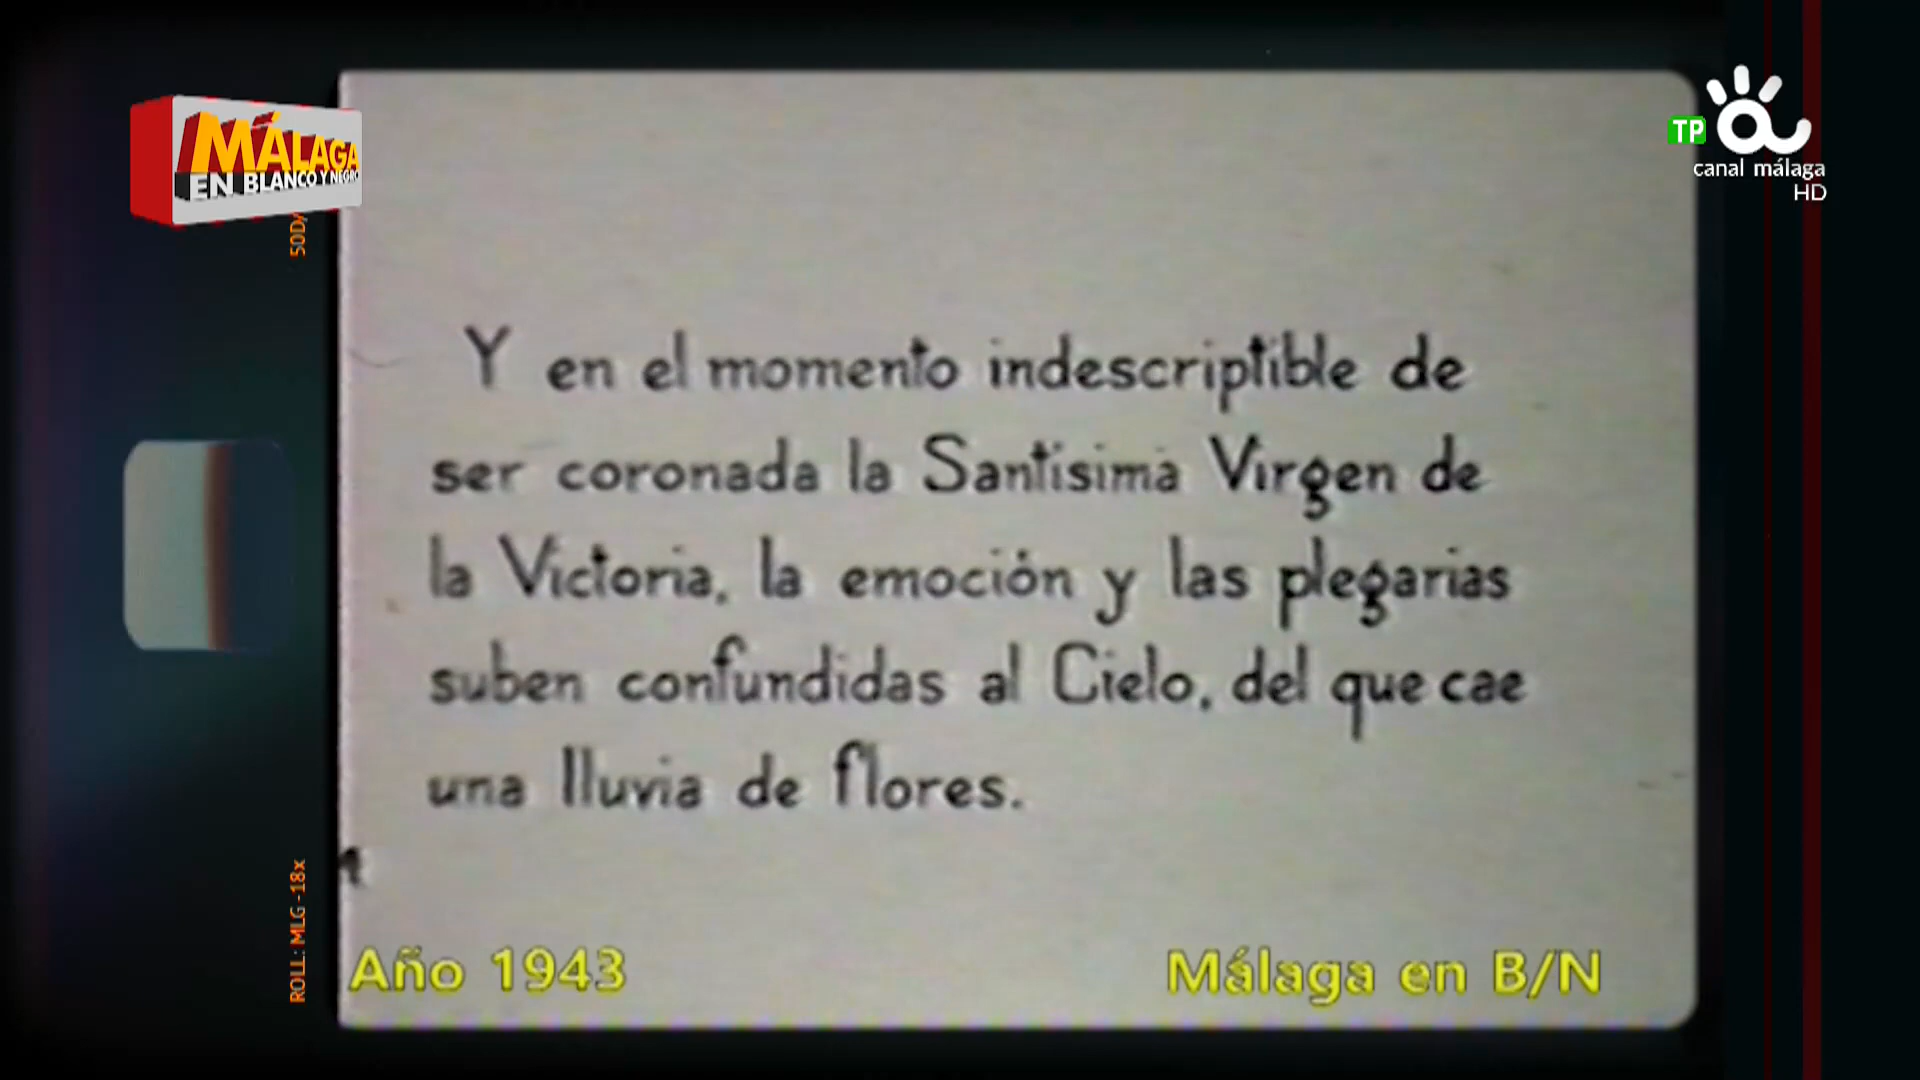 MÁLAGA
EN BLANCO Y NEGRO
TP
canal málaga
HD
50D/
Y en el momento indescriptible de
ser coronada la Santísima Virgen de
la Victoria, la emoción y las plegarias
suben confundidas al Cielo, del que cae
una lluvia de flores.
ROLL: MLG -18x
Año 1943
Málaga en B/N